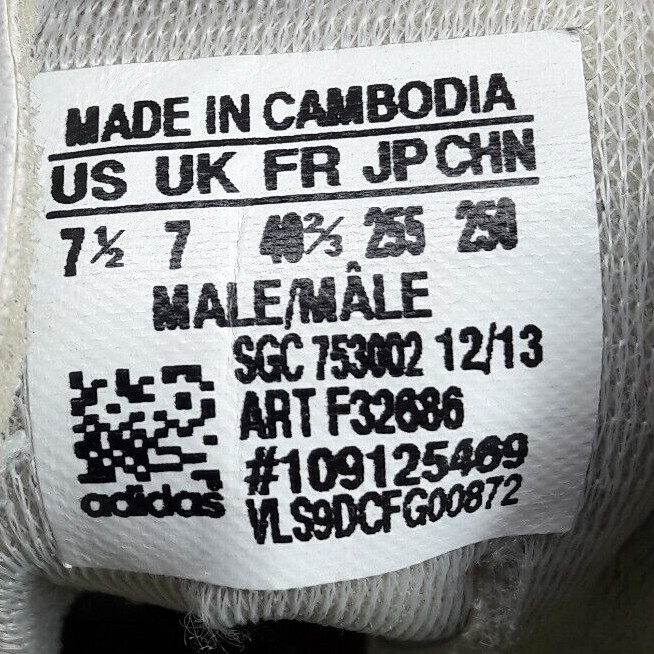 MADE IN CAMBODIA
US UK FR JP CHN
7½ 7 40⅔ 255 250
MALE/MÂLE
SGC 753002 12/13
ART F32686
#109125469
VLS9DCFG00872
adidas